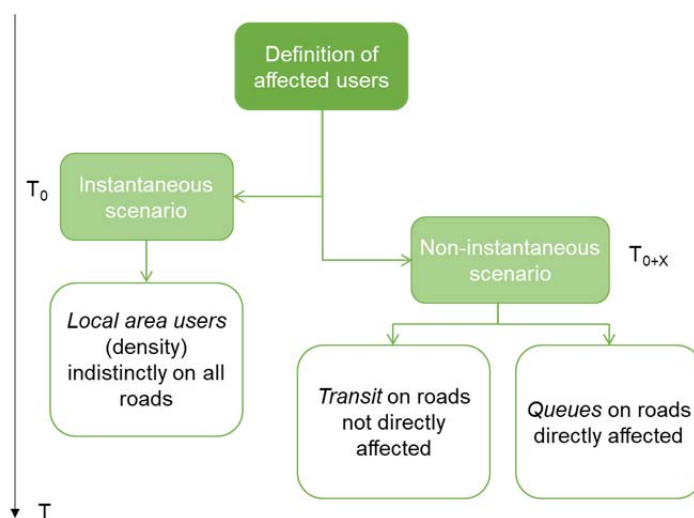 Definition of
affected users
T₀
Instantaneous
scenario
Non-instantaneous
scenario
T₀₊ₓ
Local area users
(density)
indistinctly on all
roads
Transit on roads
not directly
affected
Queues on roads
directly affected
T